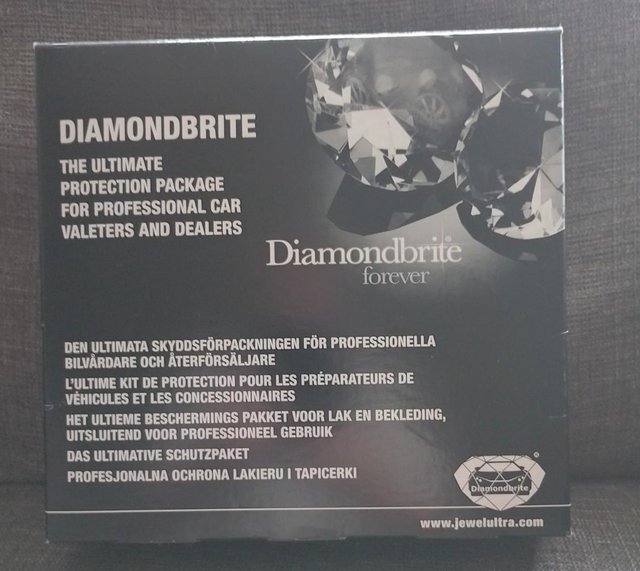 DIAMONDBRITE
THE ULTIMATE
PROTECTION PACKAGE
FOR PROFESSIONAL CAR
VALETERS AND DEALERS
Diamondbrite®
forever
DEN ULTIMATA SKYDDSFÖRPACKNINGEN FÖR PROFESSIONELLA
BILVÅRDARE OCH ÅTERFÖRSÄLJARE
L'ULTIME KIT DE PROTECTION POUR LES PRÉPARATEURS DE
VÉHICULES ET LES CONCESSIONNAIRES
HET ULTIEME BESCHERMINGS PAKKET VOOR LAK EN BEKLEDING,
UITSLUITEND VOOR PROFESSIONEEL GEBRUIK
DAS ULTIMATIVE SCHUTZPAKET
PROFESJONALNA OCHRONA LAKIERU I TAPICERKI
Diamondbrite®
www.jewelultra.com